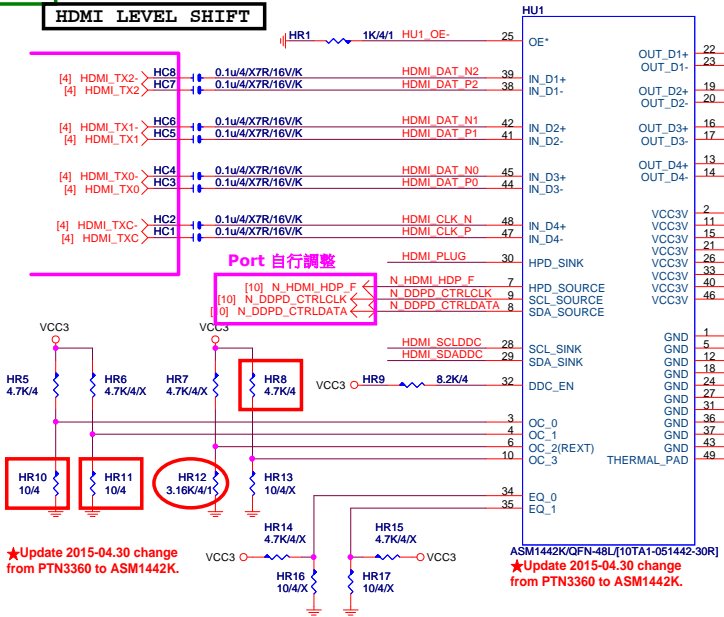 HDMI LEVEL SHIFT
HU1
HR1 1K/4/1 HU1_OE- 25 OE*
OUT_D1+ 22
OUT_D1- 23
[4] HDMI_TX2- HC8 0.1u/4/X7R/16V/K HDMI_DAT_N2 39 IN_D1+
[4] HDMI_TX2 HC7 HDMI_DAT_P2 38 IN_D1-
OUT_D2+ 19
OUT_D2- 20
[4] HDMI_TX1- HC6 0.1u/4/X7R/16V/K HDMI_DAT_N1 42 IN_D2+
[4] HDMI_TX1 HC5 0.1u/4/X7R/16V/K HDMI_DAT_P1 41 IN_D2-
OUT_D3+ 16
OUT_D3- 17
[4] HDMI_TX0- HC4 0.1u/4/X7R/16V/K HDMI_DAT_N0 45 IN_D3+
[4] HDMI_TX0 HC3 0.1u/4/X7R/16V/K HDMI_DAT_P0 44 IN_D3-
OUT_D4+ 13
OUT_D4- 14
[4] HDMI_TXC- HC2 0.1u/4/X7R/16V/K HDMI_CLK_N 48 IN_D4+
[4] HDMI_TXC HC1 0.1u/4/X7R/16V/K HDMI_CLK_P 47 IN_D4-
VCC3V 2
VCC3V 11
VCC3V 15
VCC3V 21
VCC3V 26
VCC3V 33
VCC3V 40
VCC3V 46
Port 自行調整
HDMI_PLUG 30 HPD_SINK
[10] N_HDMI_HDP_F N_HDMI_HDP_F 7 HPD_SOURCE
[10] N_DDPD_CTRLCLK N_DDPD_CTRLCLK 9 SCL_SOURCE
[ 0] N_DDPD_CTRLDATA N_DDPD_CTRLDATA 8 SDA_SOURCE
HDMI_SCLDDC 28 SCL_SINK
HDMI_SDADDC 29 SDA_SINK
GND 1
GND 5
GND 12
GND 18
GND 24
GND 27
GND 31
GND 36
GND 37
GND 43
THERMAL_PAD 49
VCC3 VCC3
HR5 4.7K/4
HR6 4.7K/4/X
HR7 4.7K/4/X
HR8 4.7K/4
VCC3 HR9 8.2K/4 32 DDC_EN
3 OC_0
4 OC_1
6 OC_2(REXT)
10 OC_3
HR10 10/4
HR11 10/4
HR12 3.16K/4/1
HR13 10/4/X
34 EQ_0
35 EQ_1
HR14 4.7K/4/X
HR15 4.7K/4/X
VCC3 VCC3
HR16 10/4/X
HR17 10/4/X
★Update 2015-04.30 change
from PTN3360 to ASM1442K.
ASM1442K/QFN-48L/[10TA1-051442-30R]
★Update 2015-04.30 change
from PTN3360 to ASM1442K.